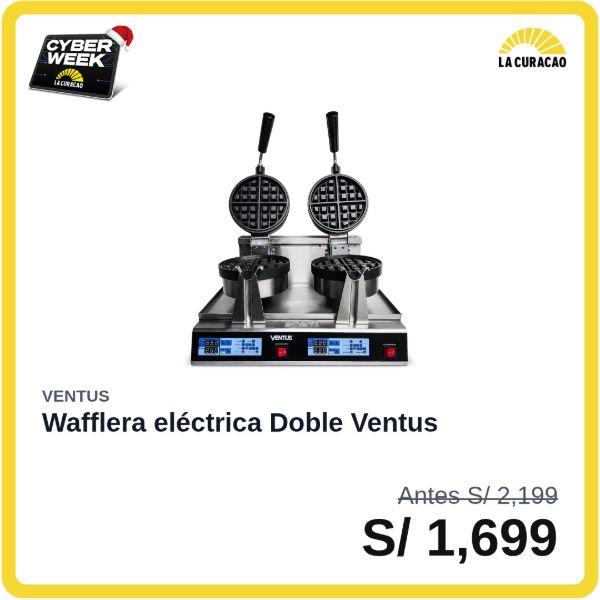 CYBER
WEEK
LA CURACAO
LA CURACAO
VENTUS
VENTUS
Wafflera eléctrica Doble Ventus
Antes S/ 2,199
S/ 1,699